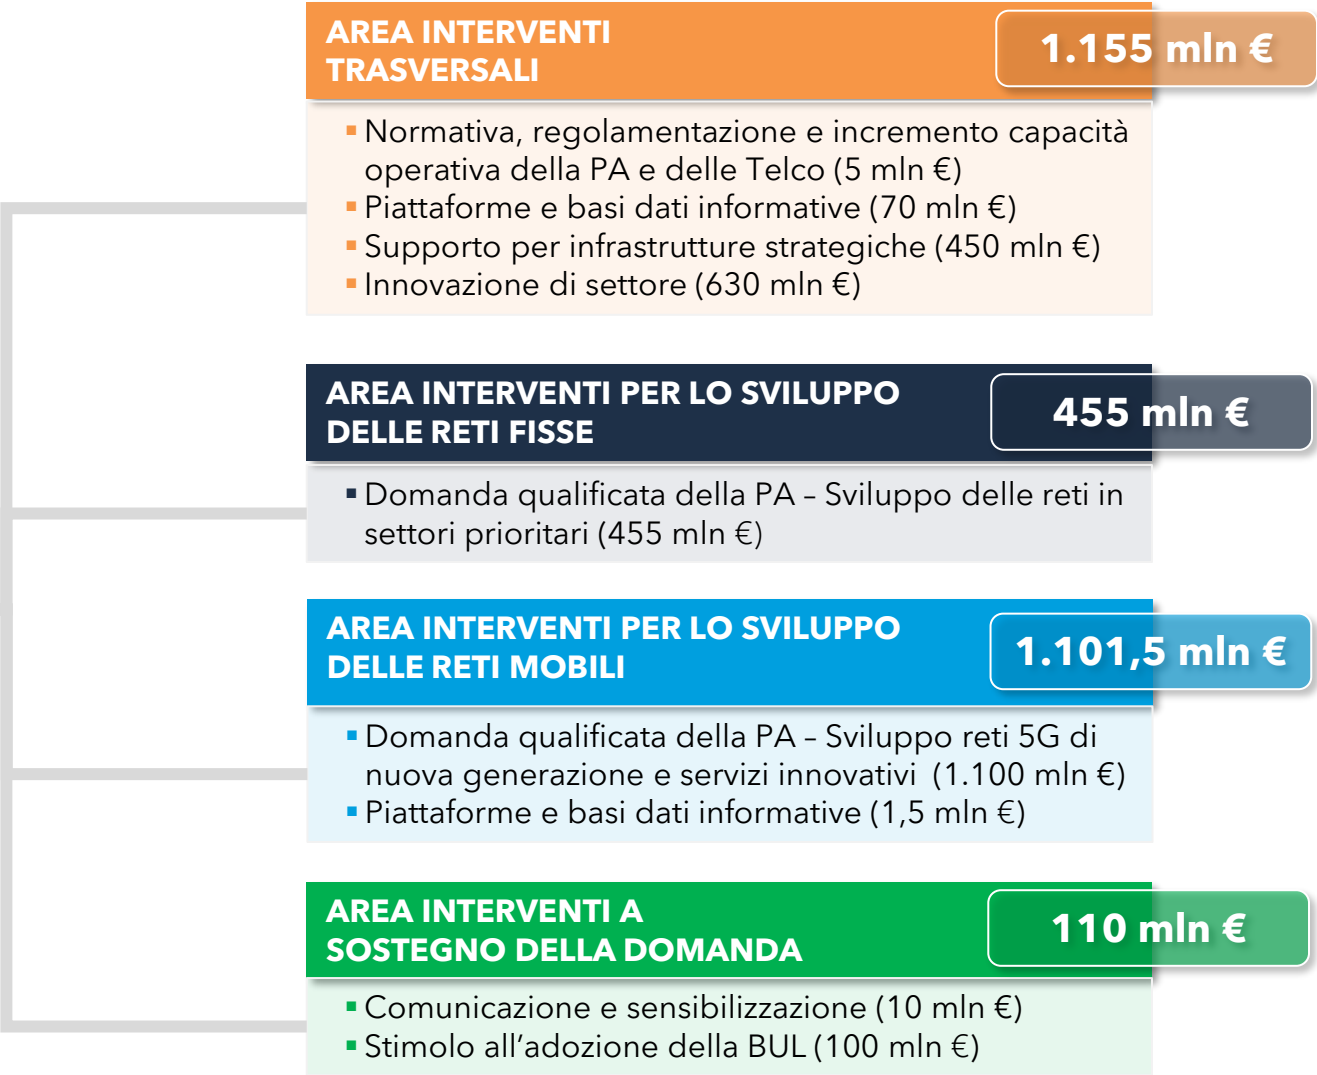 AREA INTERVENTI
TRASVERSALI
1.155 mln €
▪ Normativa, regolamentazione e incremento capacità
operativa della PA e delle Telco (5 mln €)
▪ Piattaforme e basi dati informative (70 mln €)
▪ Supporto per infrastrutture strategiche (450 mln €)
▪ Innovazione di settore (630 mln €)
AREA INTERVENTI PER LO SVILUPPO
DELLE RETI FISSE
455 mln €
▪ Domanda qualificata della PA – Sviluppo delle reti in
settori prioritari (455 mln €)
AREA INTERVENTI PER LO SVILUPPO
DELLE RETI MOBILI
1.101,5 mln €
▪ Domanda qualificata della PA – Sviluppo reti 5G di
nuova generazione e servizi innovativi (1.100 mln €)
▪ Piattaforme e basi dati informative (1,5 mln €)
AREA INTERVENTI A
SOSTEGNO DELLA DOMANDA
110 mln €
▪ Comunicazione e sensibilizzazione (10 mln €)
▪ Stimolo all’adozione della BUL (100 mln €)